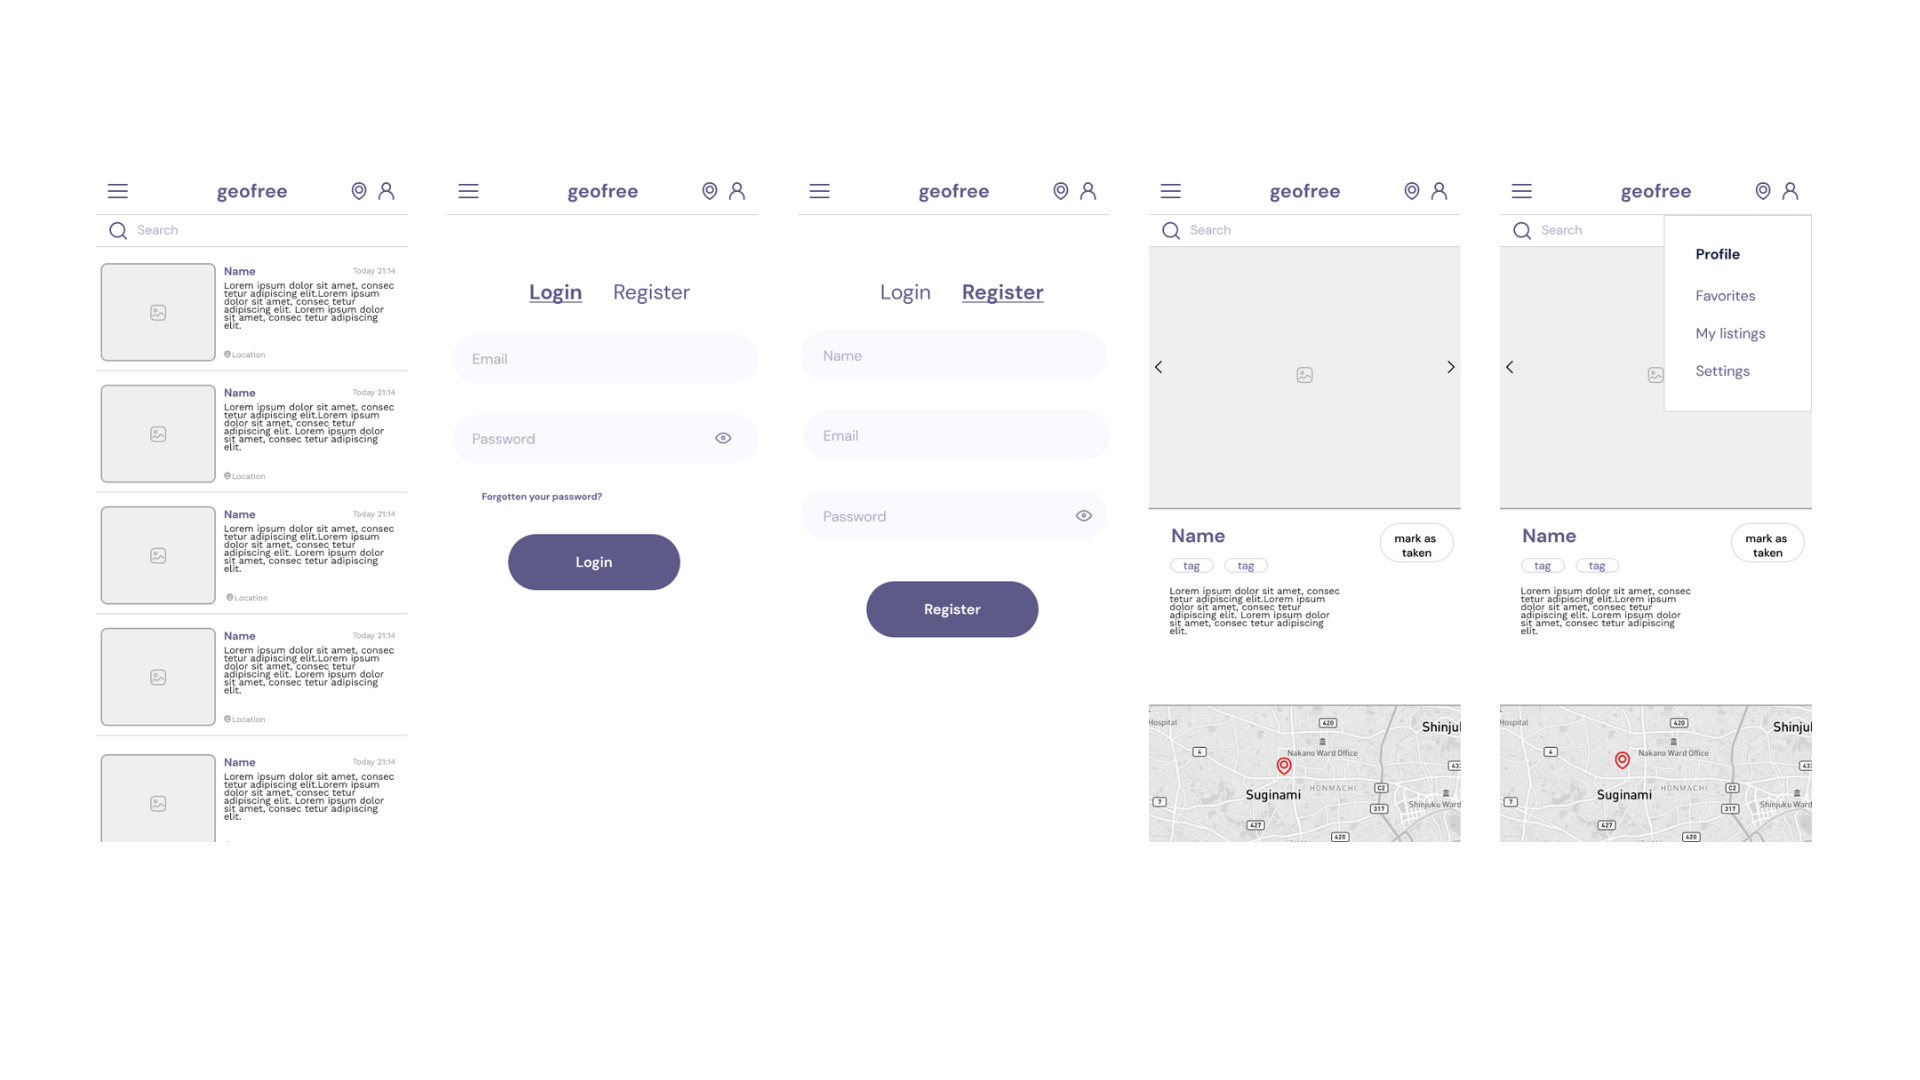 geofree
Search
Name
Today 21:14
Lorem ipsum dolor sit amet, consec
tetur adipiscing elit.Lorem ipsum
dolor sit amet, consec tetur
adipiscing elit. Lorem ipsum dolor
sit amet, consec tetur adipiscing
elit.
Location
Name
Today 21:14
Lorem ipsum dolor sit amet, consec
tetur adipiscing elit.Lorem ipsum
dolor sit amet, consec tetur
adipiscing elit. Lorem ipsum dolor
sit amet, consec tetur adipiscing
elit.
Location
Name
Today 21:14
Lorem ipsum dolor sit amet, consec
tetur adipiscing elit.Lorem ipsum
dolor sit amet, consec tetur
adipiscing elit. Lorem ipsum dolor
sit amet, consec tetur adipiscing
elit.
Location
Name
Today 21:14
Lorem ipsum dolor sit amet, consec
tetur adipiscing elit.Lorem ipsum
dolor sit amet, consec tetur
adipiscing elit. Lorem ipsum dolor
sit amet, consec tetur adipiscing
elit.
Location
Name
Today 21:14
Lorem ipsum dolor sit amet, consec
tetur adipiscing elit.Lorem ipsum
dolor sit amet, consec tetur
adipiscing elit. Lorem ipsum dolor
sit amet, consec tetur adipiscing
elit.
geofree
Login Register
Email
Password
Forgotten your password?
Login
geofree
Login Register
Name
Email
Password
Register
geofree
Search
Name
mark as
taken
tag tag
Lorem ipsum dolor sit amet, consec
tetur adipiscing elit.Lorem ipsum
dolor sit amet, consec tetur
adipiscing elit. Lorem ipsum dolor
sit amet, consec tetur adipiscing
elit.
Hospital
420
Shinju
4
Nakano Ward Office
43
Suginami
HONMACHI
C2
7
317
Shinjuku Ward
427
420
geofree
Search
Profile
Favorites
My listings
Settings
Name
mark as
taken
tag tag
Lorem ipsum dolor sit amet, consec
tetur adipiscing elit.Lorem ipsum
dolor sit amet, consec tetur
adipiscing elit. Lorem ipsum dolor
sit amet, consec tetur adipiscing
elit.
Hospital
420
Shinju
4
Nakano Ward Office
43
Suginami
HONMACHI
C2
7
317
Shinjuku Ward
427
420